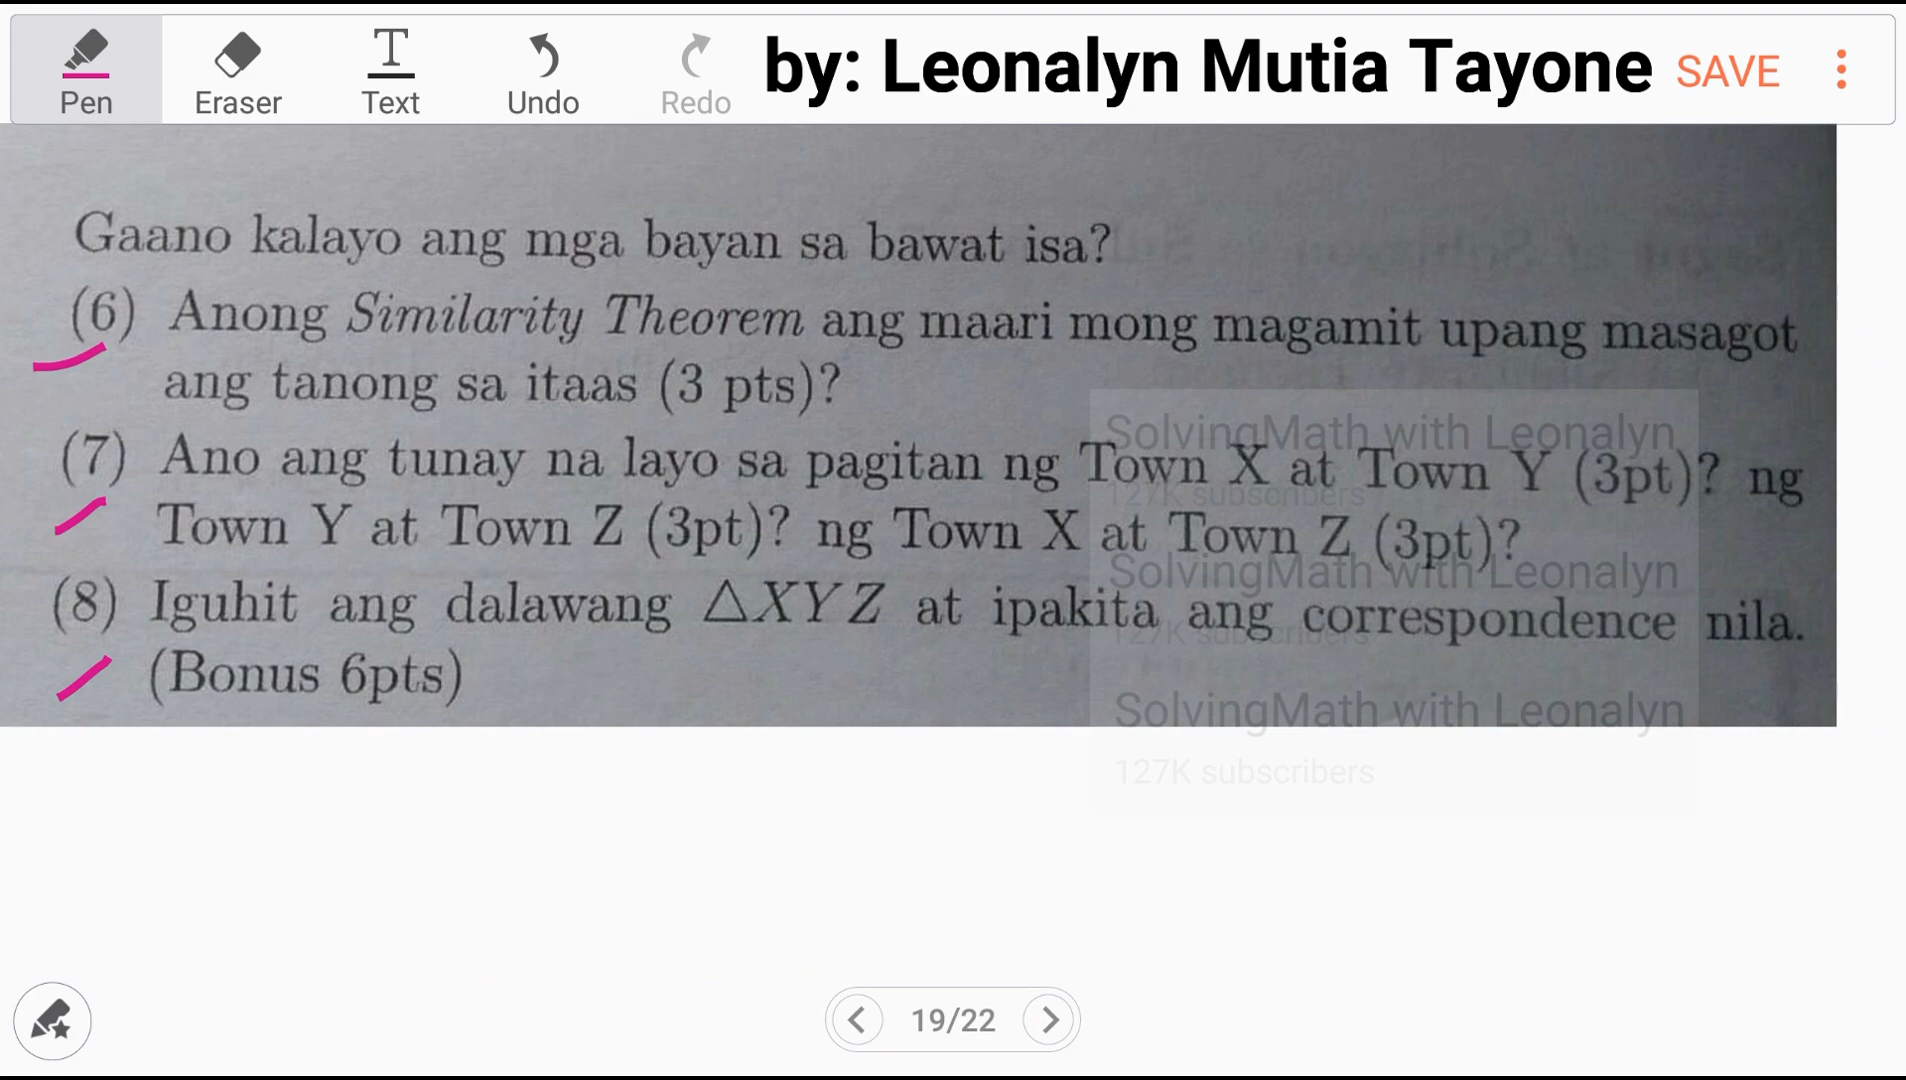 Pen
Eraser
Text
Undo
Redo
by: Leonalyn Mutia Tayone
SAVE
Gaano kalayo ang mga bayan sa bawat isa?
(6) Anong Similarity Theorem ang maari mong magamit upang masagot
ang tanong sa itaas (3 pts)?
(7) Ano ang tunay na layo sa pagitan ng Town X at Town Y (3pt)? ng
Town Y at Town Z (3pt)? ng Town X at Town Z (3pt)?
(8) Iguhit ang dalawang △XYZ at ipakita ang correspondence nila.
(Bonus 6pts)
SolvingMath with Leonalyn
127K subscribers
SolvingMath with Leonalyn
127K subscribers
SolvingMath with Leonalyn
127K subscribers
19/22